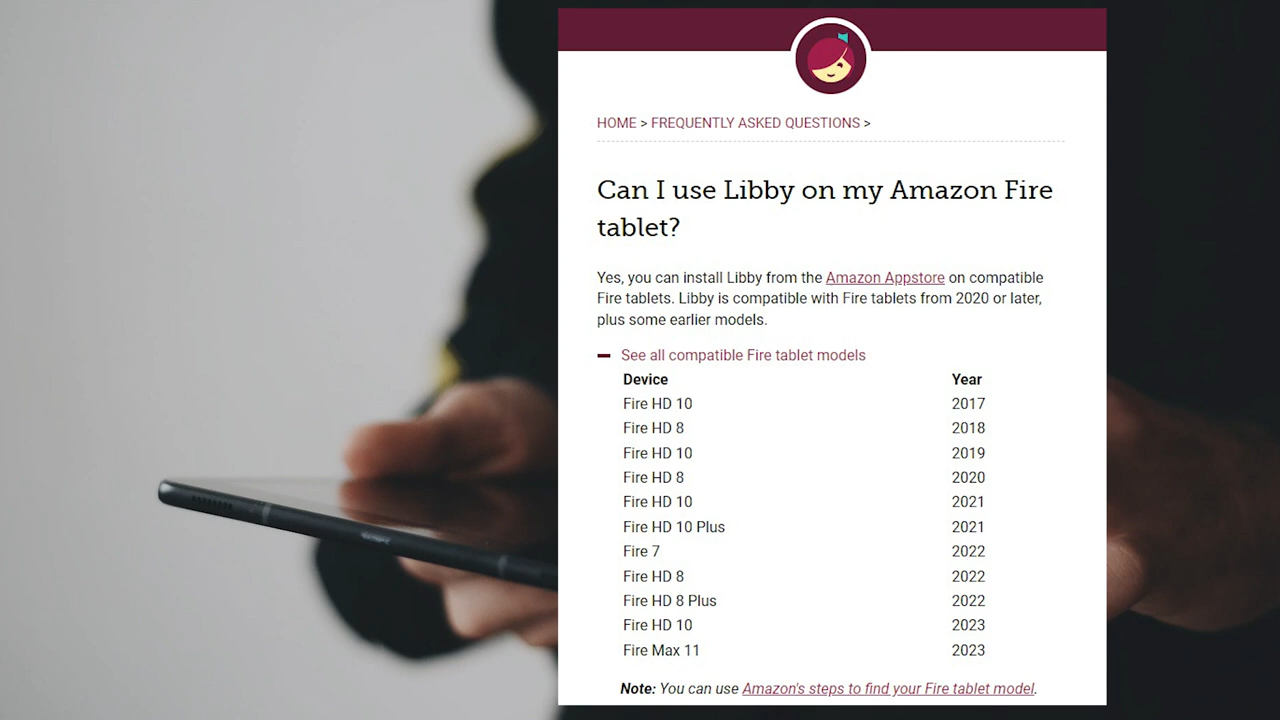 HOME > FREQUENTLY ASKED QUESTIONS >
Can I use Libby on my Amazon Fire
tablet?
Yes, you can install Libby from the Amazon Appstore on compatible
Fire tablets. Libby is compatible with Fire tablets from 2020 or later,
plus some earlier models.
See all compatible Fire tablet models
Device Year
Fire HD 10 2017
Fire HD 8 2018
Fire HD 10 2019
Fire HD 8 2020
Fire HD 10 2021
Fire HD 10 Plus 2021
Fire 7 2022
Fire HD 8 2022
Fire HD 8 Plus 2022
Fire HD 10 2023
Fire Max 11 2023
Note: You can use Amazon's steps to find your Fire tablet model.